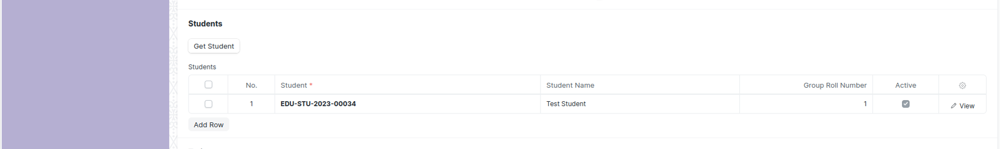 Students
Get Student
Students
No. Student * Student Name Group Roll Number Active
1 EDU-STU-2023-00034 Test Student 1 View
Add Row